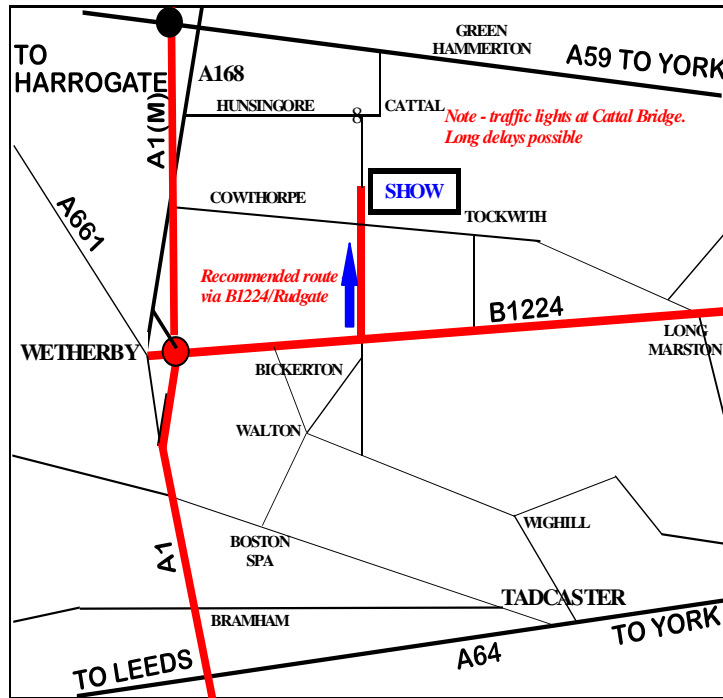 GREEN
HAMMERTON
A59 TO YORK
TO
HARROGATE
A168
A1(M)
HUNSINGORE
CATTAL
8
Note - traffic lights at Cattal Bridge.
Long delays possible
SHOW
COWTHORPE
TOCKWITH
A661
Recommended route
via B1224/Rudgate
B1224
WETHERBY
LONG
MARSTON
BICKERTON
WALTON
WIGHILL
BOSTON
SPA
A1
TADCASTER
BRAMHAM
TO YORK
A64
TO LEEDS